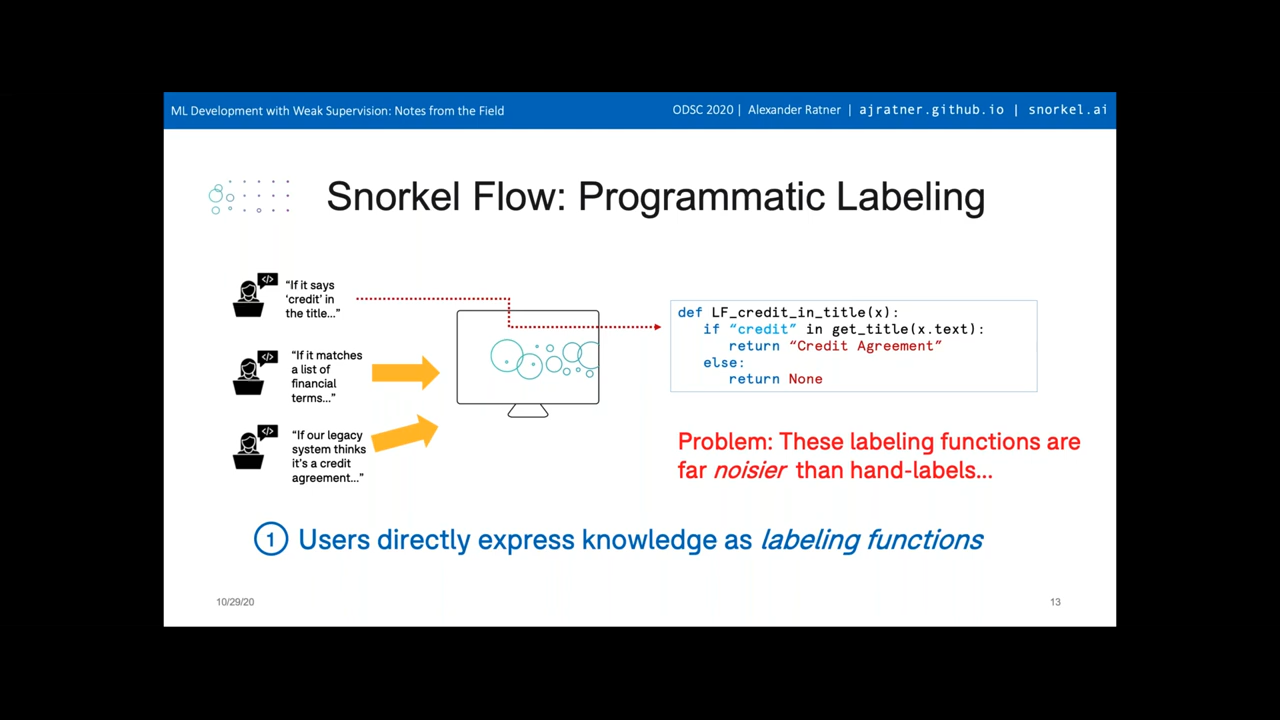 ML Development with Weak Supervision: Notes from the Field
ODSC 2020 | Alexander Ratner | ajratner.github.io | snorkel.ai
Snorkel Flow: Programmatic Labeling
</>
“If it says
‘credit’ in
the title...”
</>
“If it matches
a list of
financial
terms...”
</>
“If our legacy
system thinks
it’s a credit
agreement...”
def LF_credit_in_title(x):
if “credit” in get_title(x.text):
return “Credit Agreement”
else:
return None
Problem: These labeling functions are
far noisier than hand-labels...
1 Users directly express knowledge as labeling functions
10/29/20
13